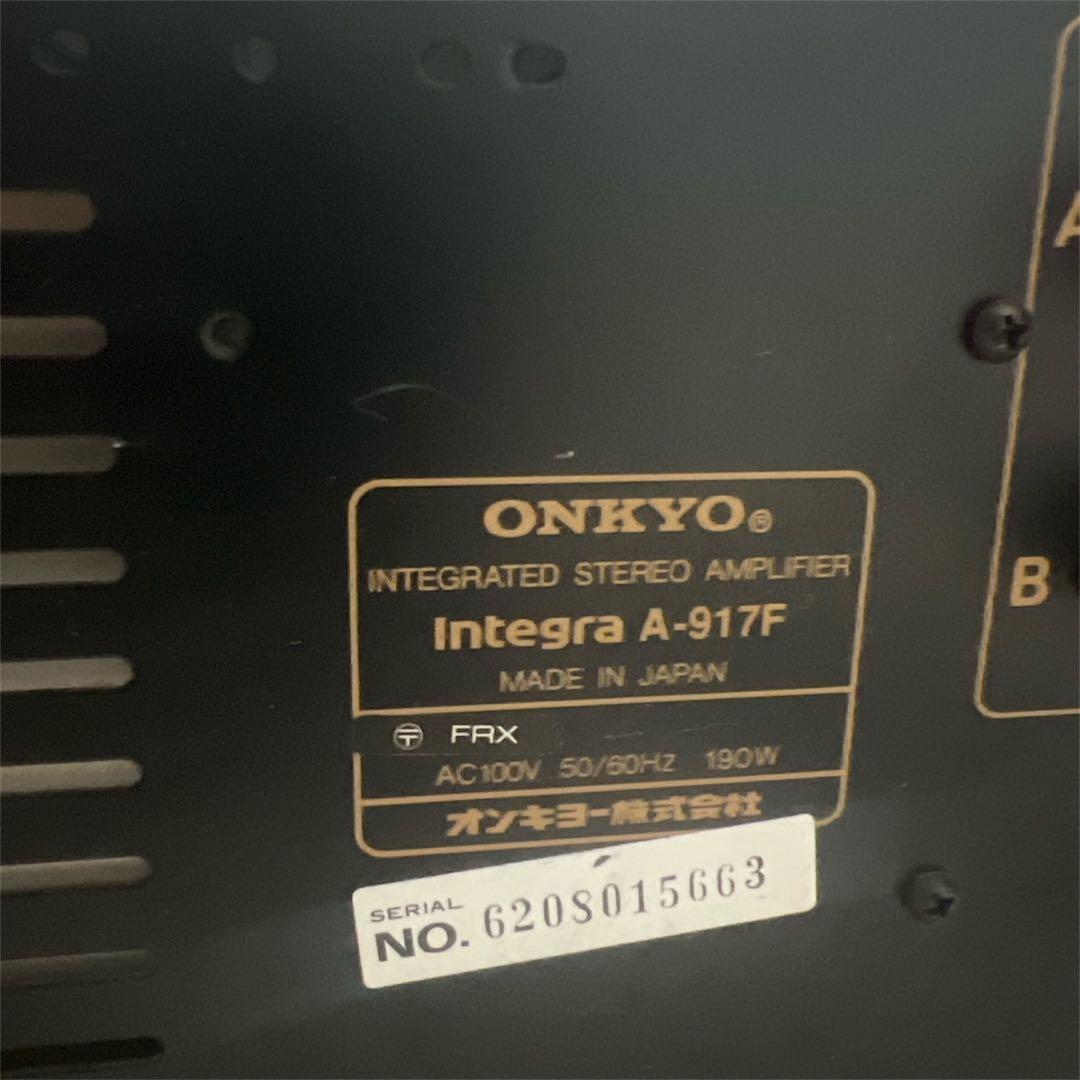 ONKYO®
INTEGRATED STEREO AMPLIFIER
Integra A-917F
MADE IN JAPAN
〶 FRX
AC100V 50/60Hz 190W
オンキヨー株式会社
SERIAL
NO. 6208015663
A
B